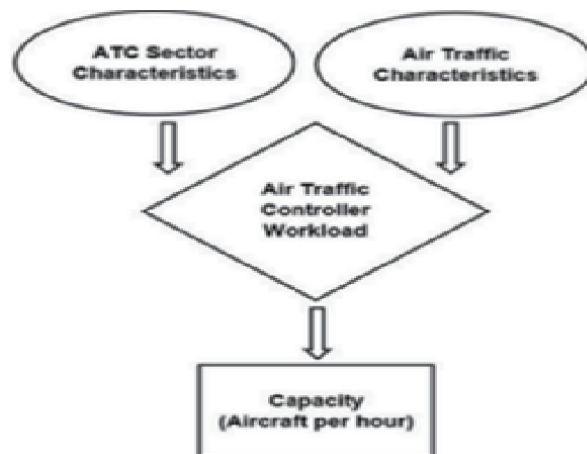 ATC Sector
Characteristics
Air Traffic
Characteristics
Air Traffic
Controller
Workload
Capacity
(Aircraft per hour)